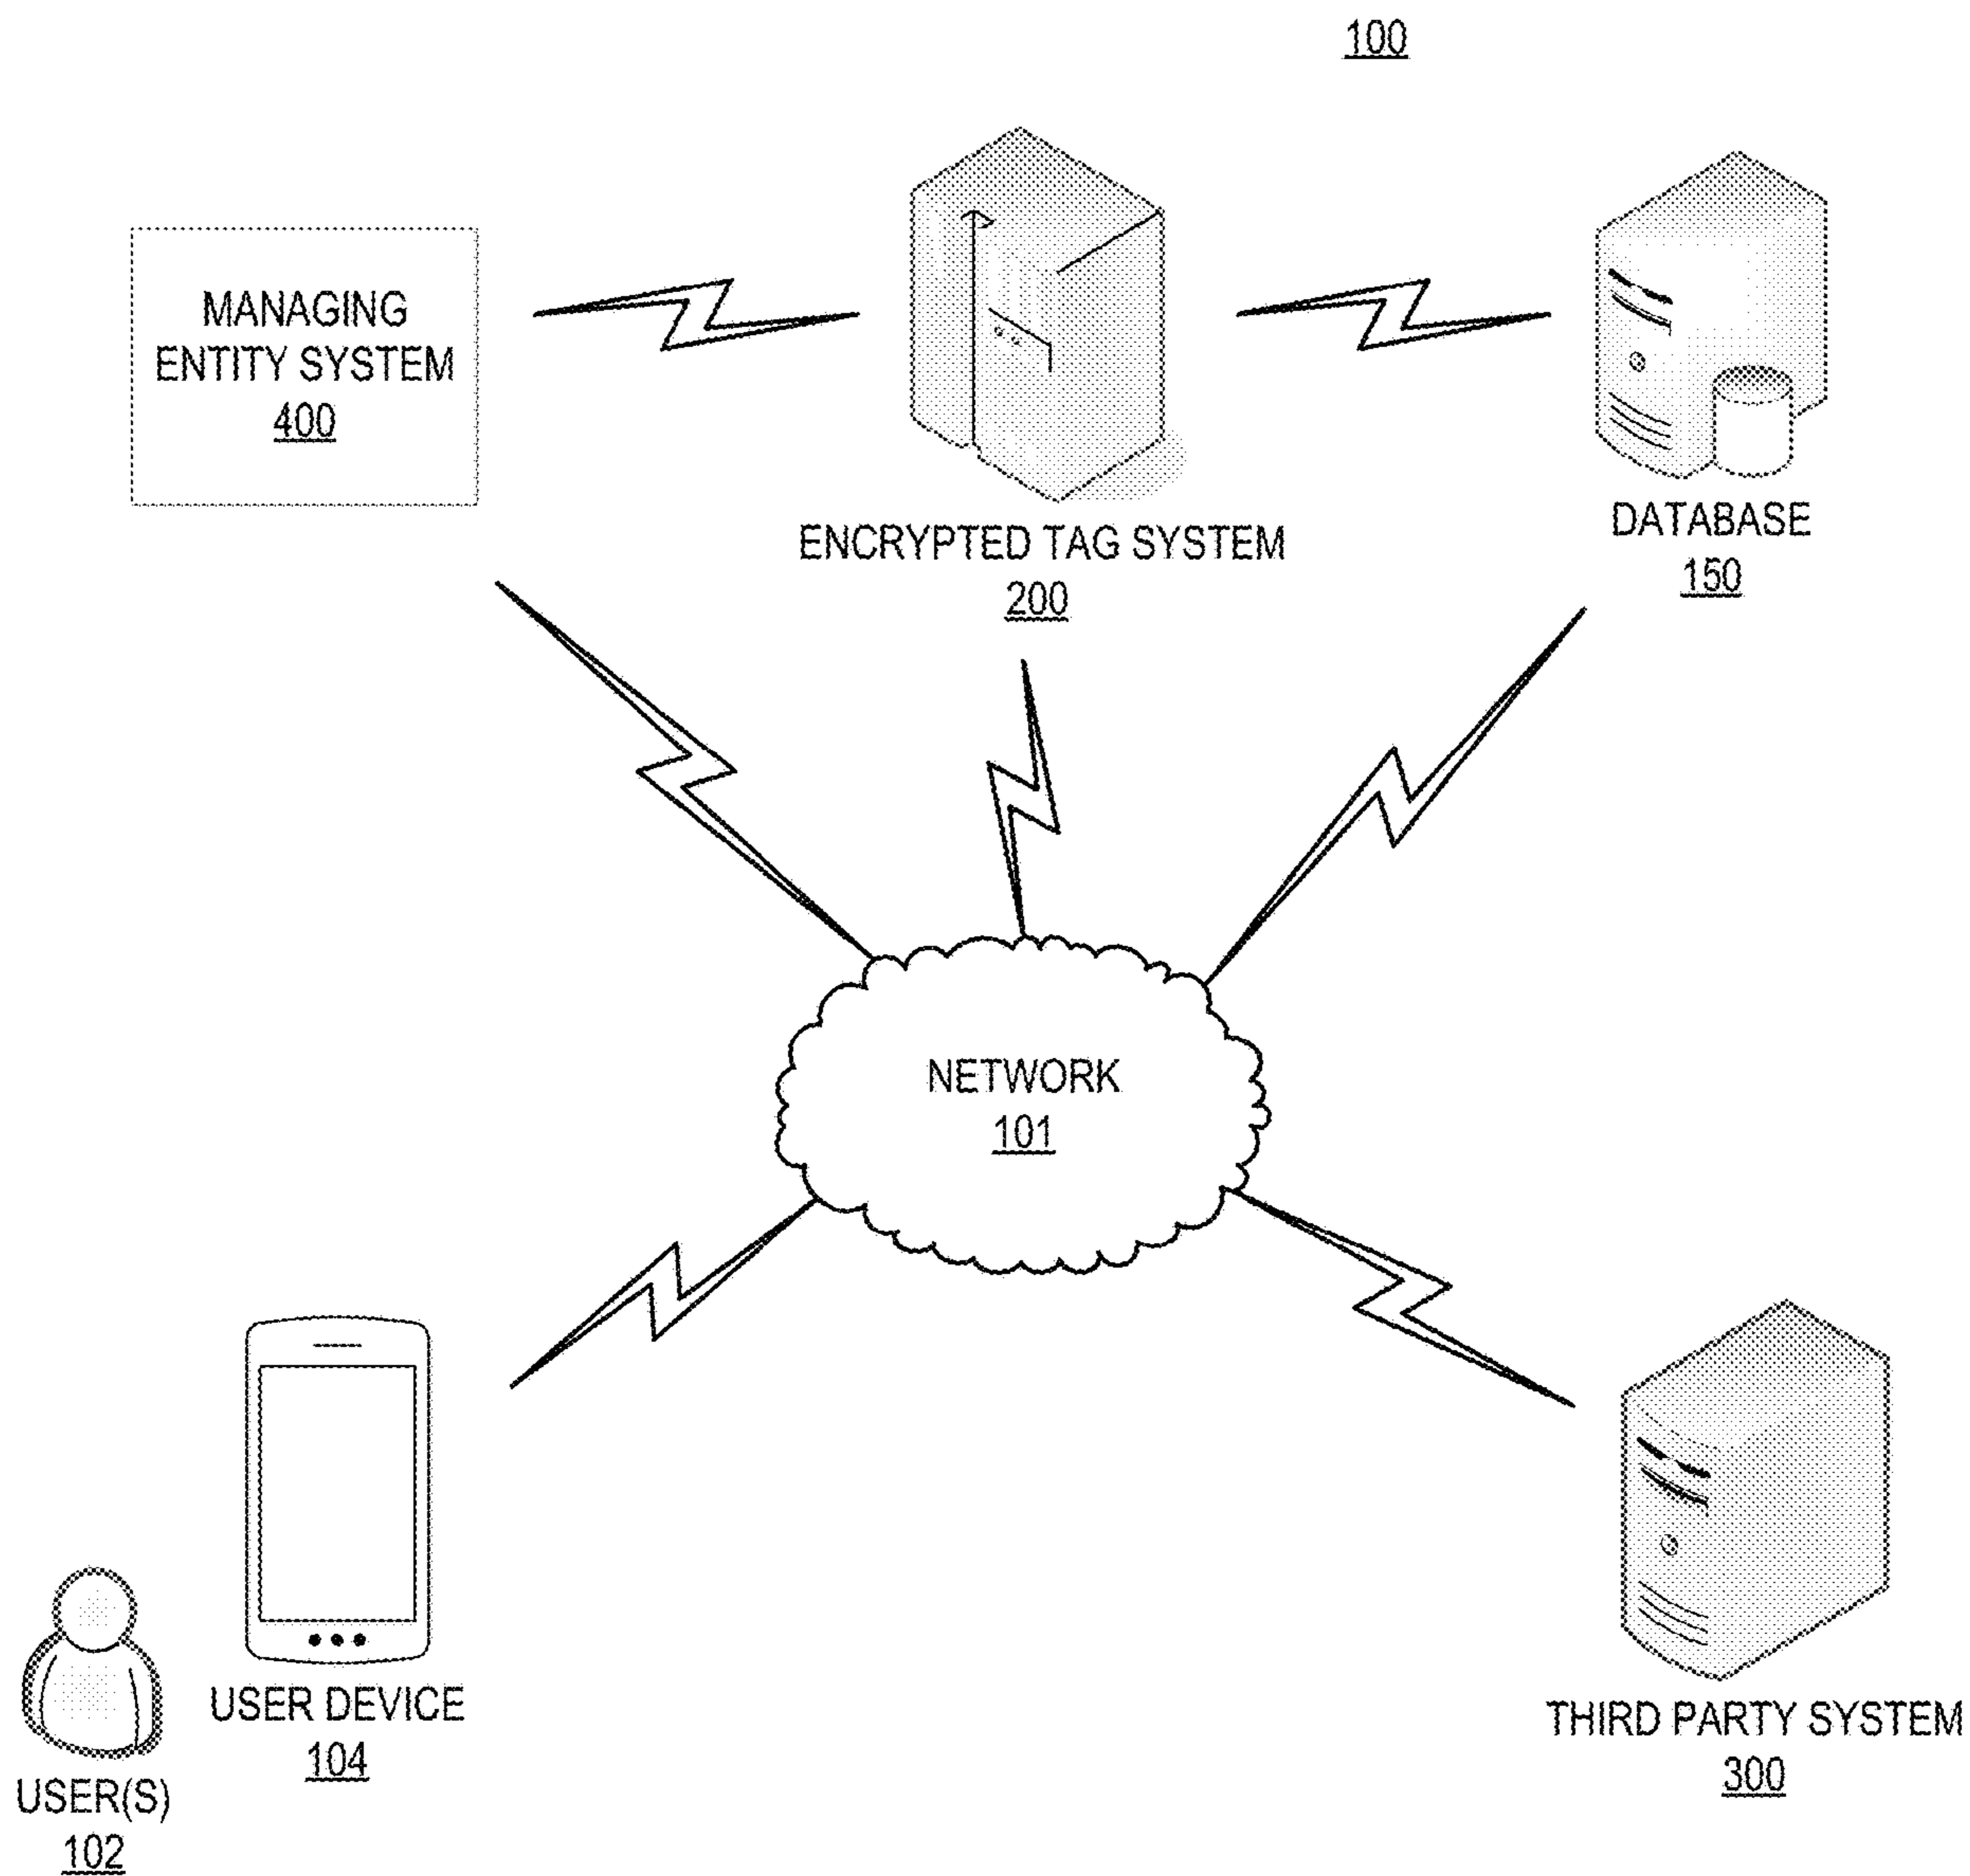 100
MANAGING
ENTITY SYSTEM
400
ENCRYPTED TAG SYSTEM
200
DATABASE
150
NETWORK
101
USER DEVICE
104
USER(S)
102
THIRD PARTY SYSTEM
300